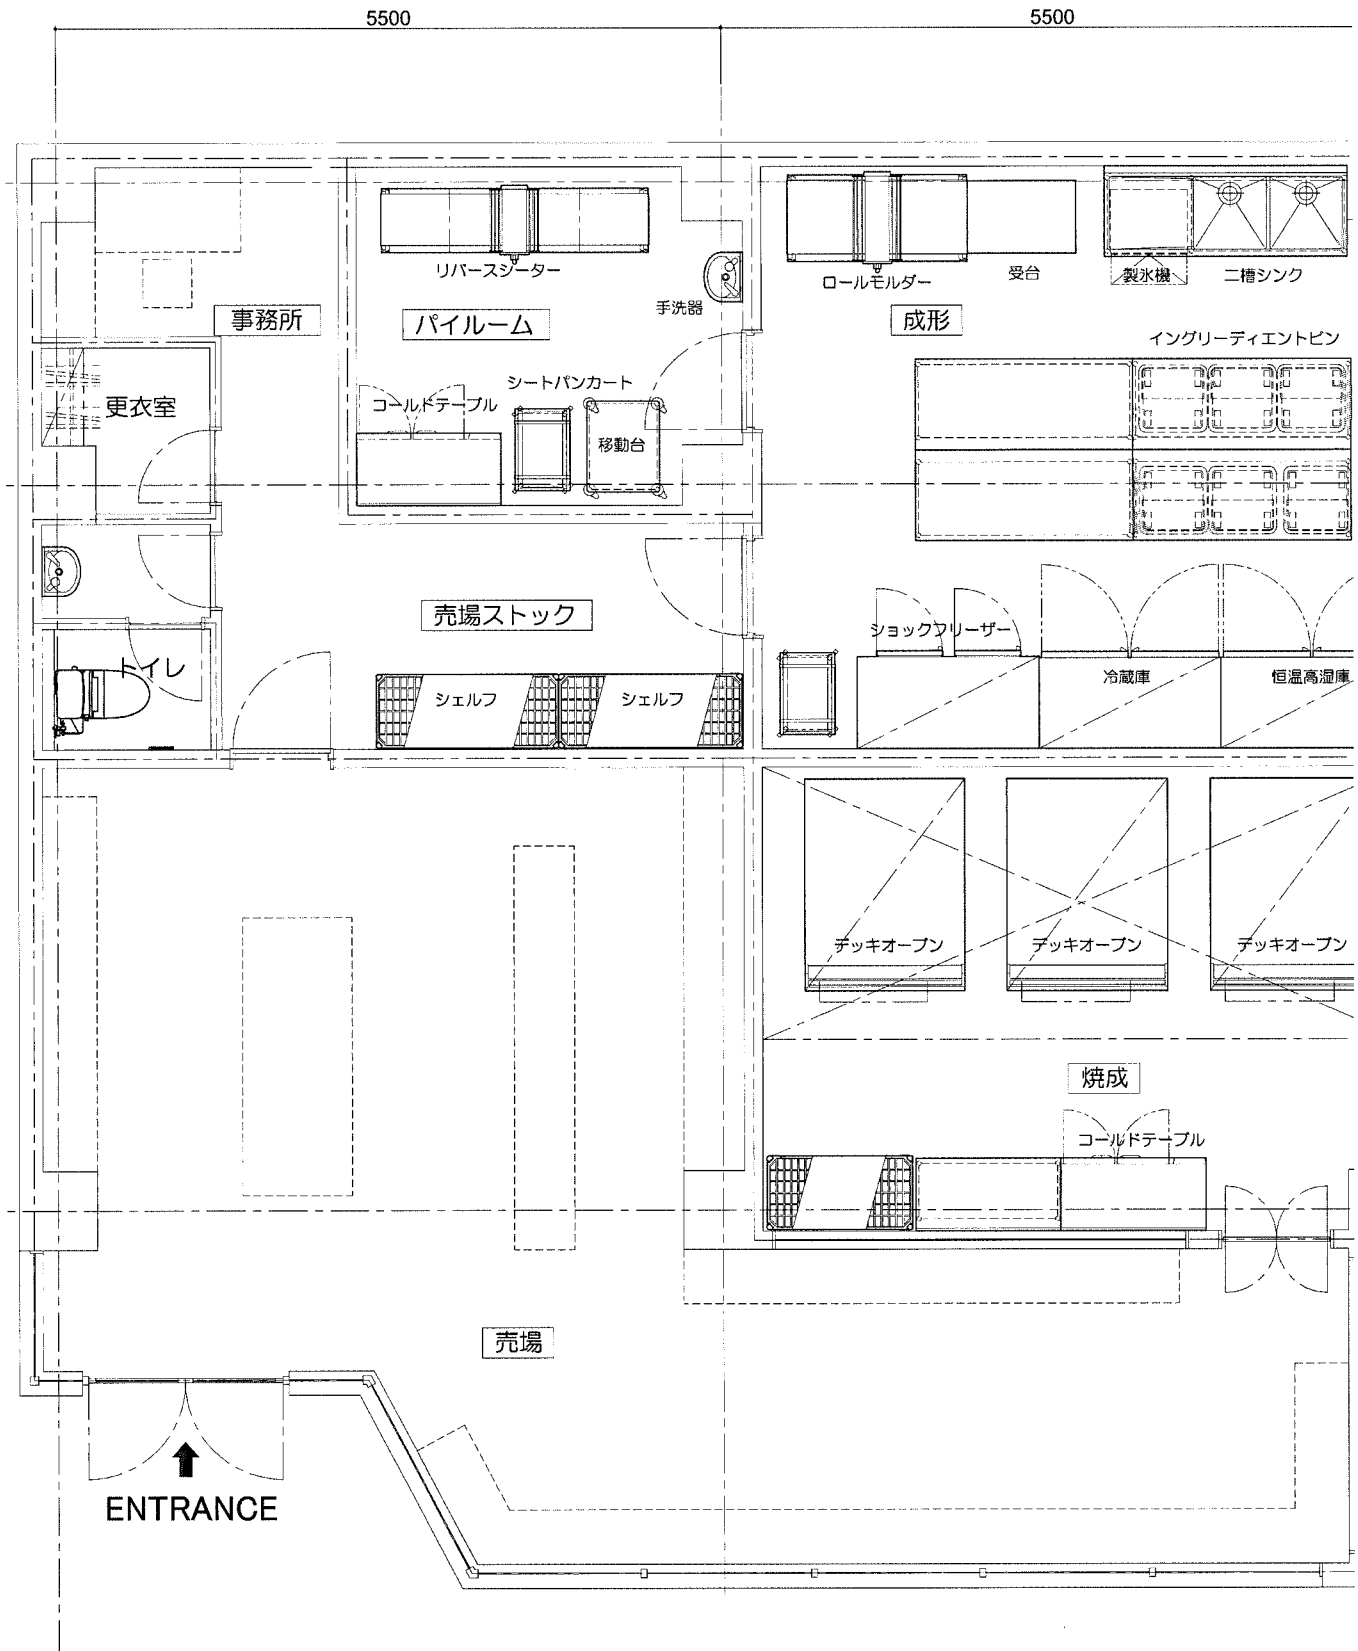 5500
5500
リバースシーター
ロールモルダー
受台
製氷機
二槽シンク
手洗器
事務所
パイルーム
成形
イングリーディエントビン
シートパンカート
コールドテーブル
更衣室
移動台
売場ストック
ショックフリーザー
トイレ
シェルフ
シェルフ
冷蔵庫
恒温高湿庫
デッキオーブン
デッキオーブン
デッキオーブン
焼成
コールドテーブル
売場
ENTRANCE